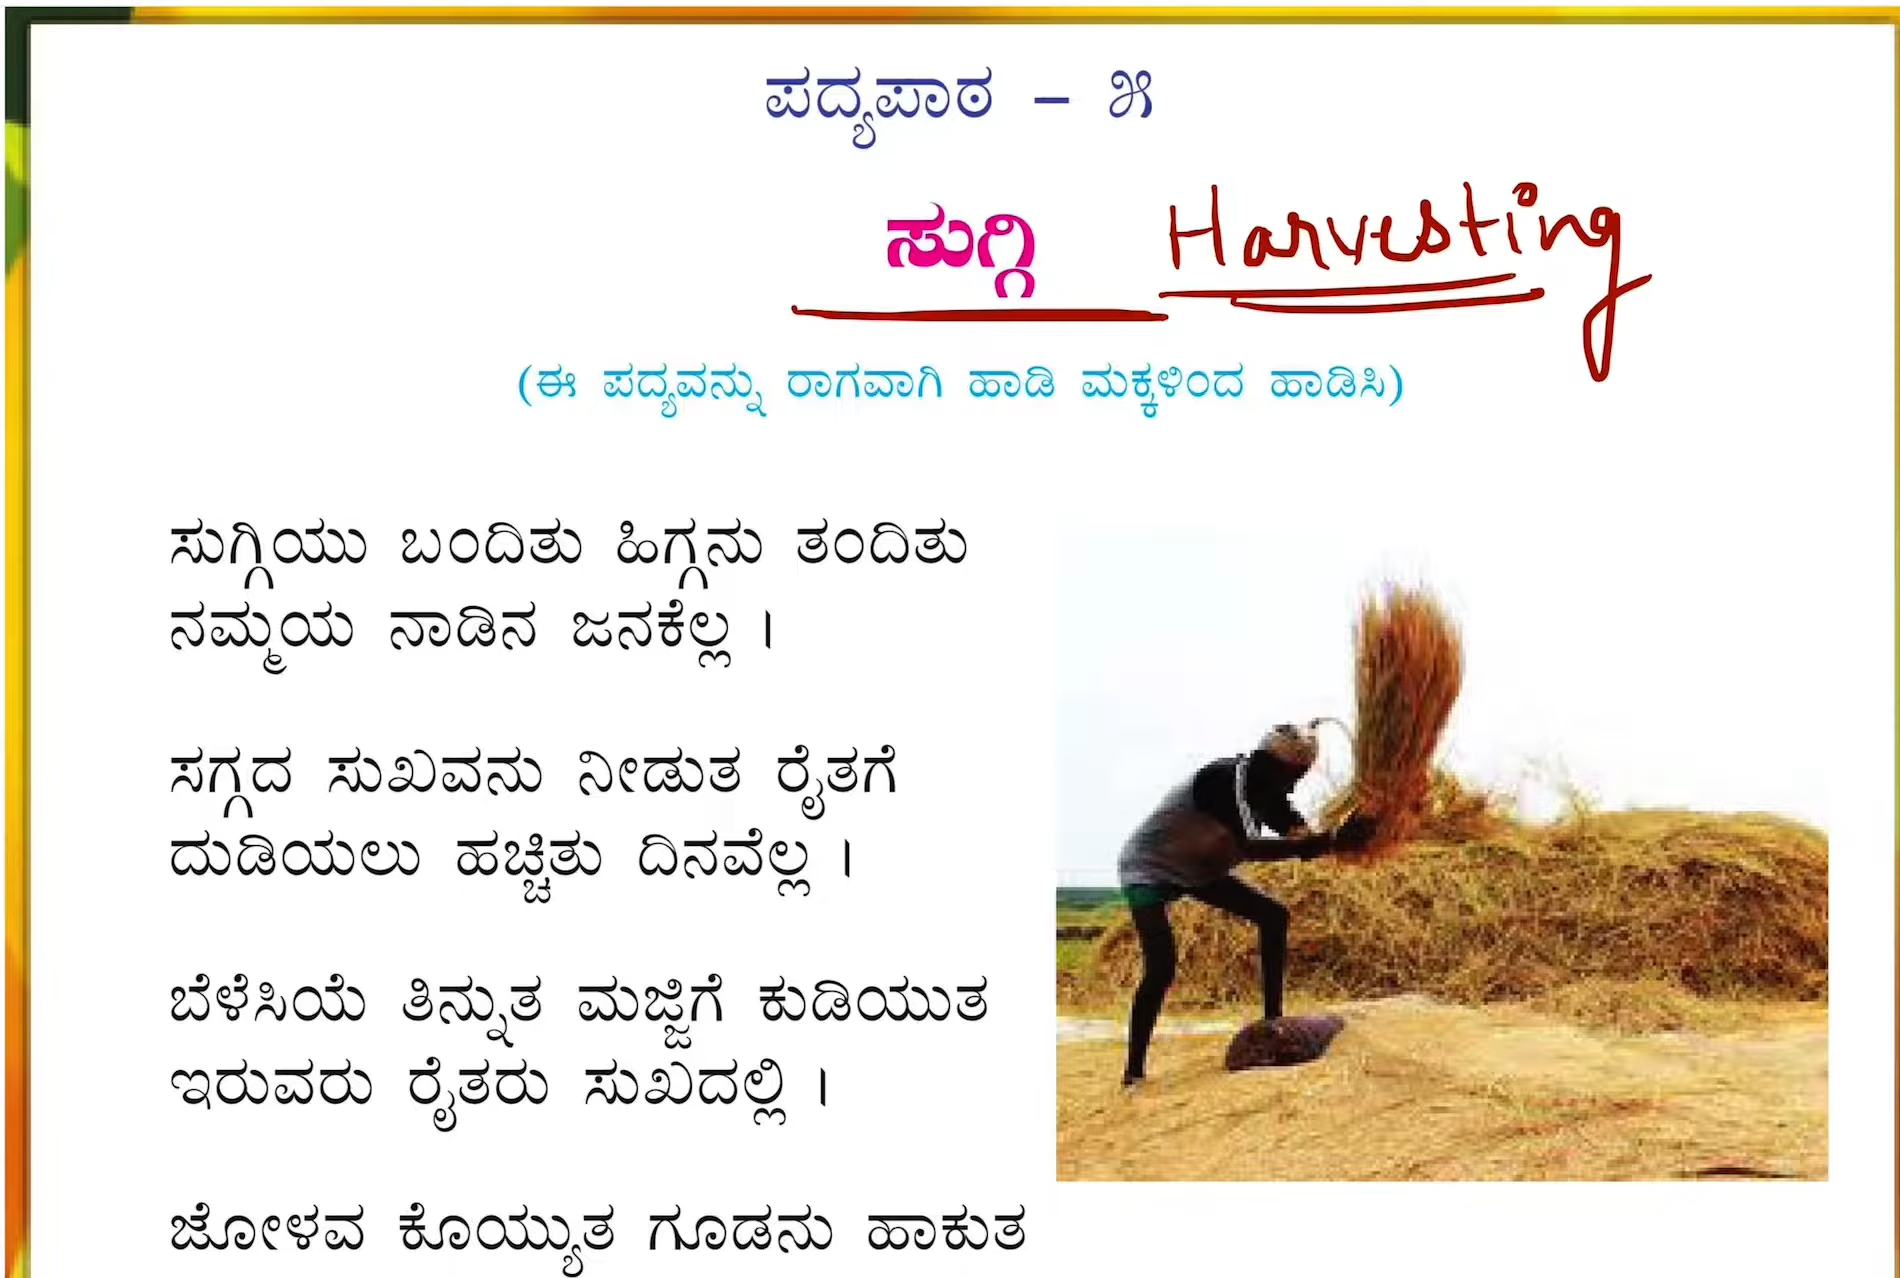 ಪದ್ಯಪಾಠ – ೫
ಸುಗ್ಗಿ Harvesting
(ಈ ಪದ್ಯವನ್ನು ರಾಗವಾಗಿ ಹಾಡಿ ಮಕ್ಕಳಿಂದ ಹಾಡಿಸಿ)
ಸುಗ್ಗಿಯು ಬಂದಿತು ಹಿಗ್ಗನು ತಂದಿತು
ನಮ್ಮಯ ನಾಡಿನ ಜನಕೆಲ್ಲ ।
ಸಗ್ಗದ ಸುಖವನು ನೀಡುತ ರೈತಗೆ
ದುಡಿಯಲು ಹಚ್ಚಿತು ದಿನವೆಲ್ಲ ।
ಬೆಳೆಸಿಯೆ ತಿನ್ನುತ ಮಜ್ಜಿಗೆ ಕುಡಿಯುತ
ಇರುವರು ರೈತರು ಸುಖದಲ್ಲಿ ।
ಜೋಳವ ಕೊಯ್ಯುತ ಗೂಡನು ಹಾಕುತ